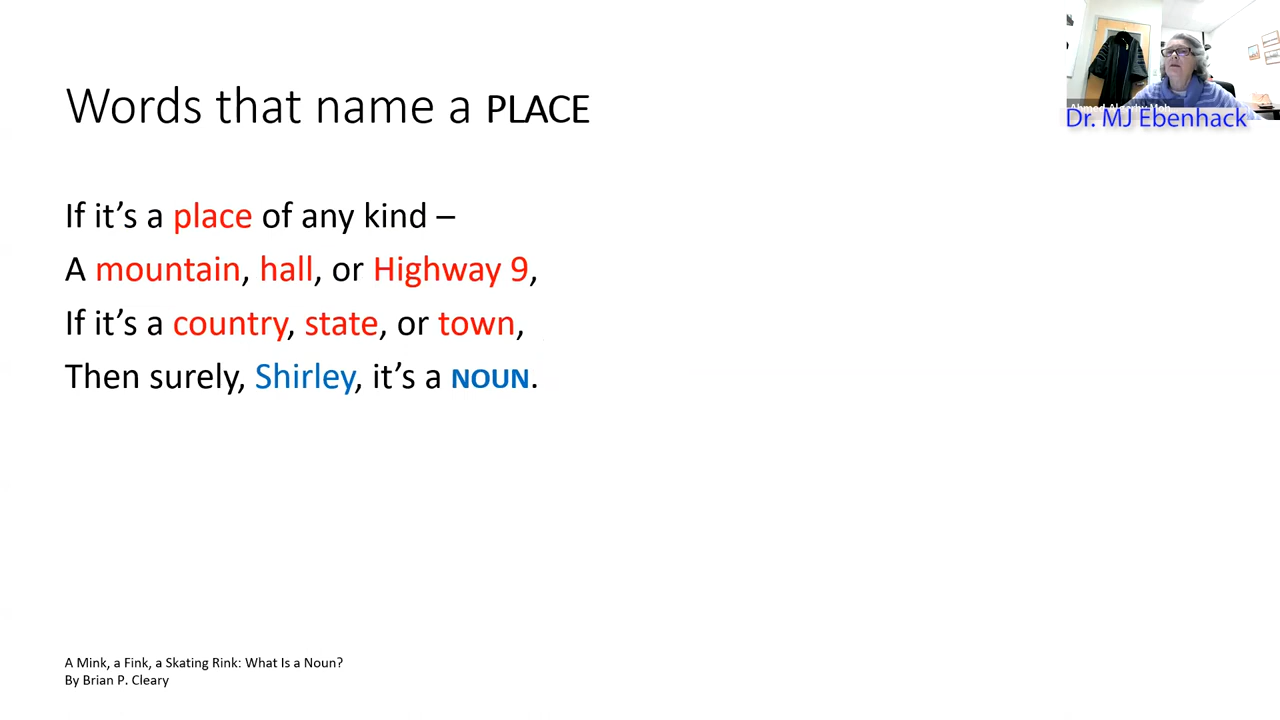 Words that name a PLACE
Dr. MJ Ebenhack
If it’s a place of any kind –
A mountain, hall, or Highway 9,
If it’s a country, state, or town,
Then surely, Shirley, it’s a NOUN.
A Mink, a Fink, a Skating Rink: What Is a Noun?
By Brian P. Cleary